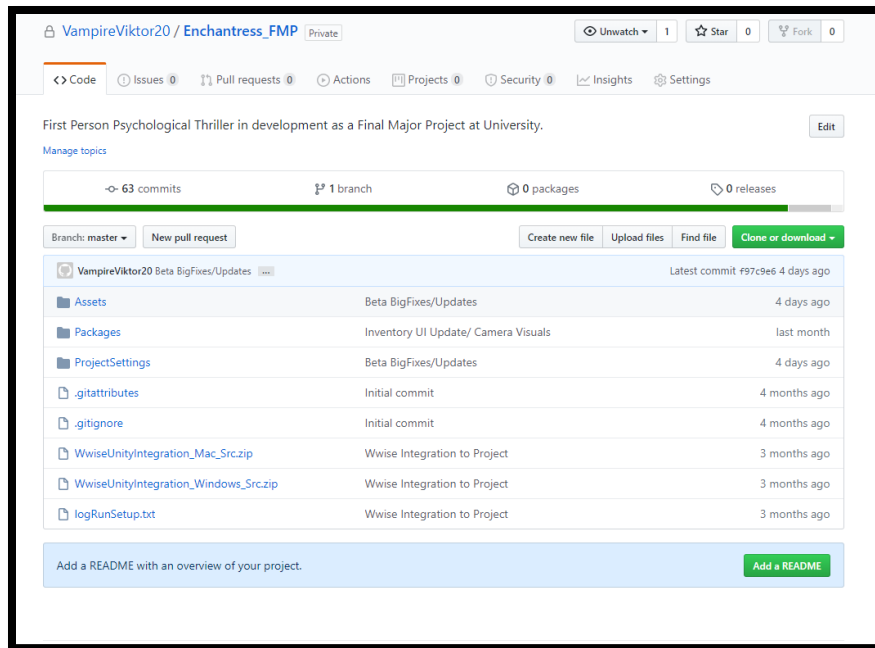 VampireViktor20 / Enchantress_FMP Private Unwatch 1 Star 0 Fork 0
Code Issues 0 Pull requests 0 Actions Projects 0 Security 0 Insights Settings
First Person Psychological Thriller in development as a Final Major Project at University. Edit
Manage topics
63 commits 1 branch 0 packages 0 releases
Branch: master New pull request Create new file Upload files Find file Clone or download
VampireViktor20 Beta BigFixes/Updates ... Latest commit f97c9e6 4 days ago
Assets Beta BigFixes/Updates 4 days ago
Packages Inventory UI Update/ Camera Visuals last month
ProjectSettings Beta BigFixes/Updates 4 days ago
.gitattributes Initial commit 4 months ago
.gitignore Initial commit 4 months ago
WwiseUnityIntegration_Mac_Src.zip Wwise Integration to Project 3 months ago
WwiseUnityIntegration_Windows_Src.zip Wwise Integration to Project 3 months ago
logRunSetup.txt Wwise Integration to Project 3 months ago
Add a README with an overview of your project. Add a README